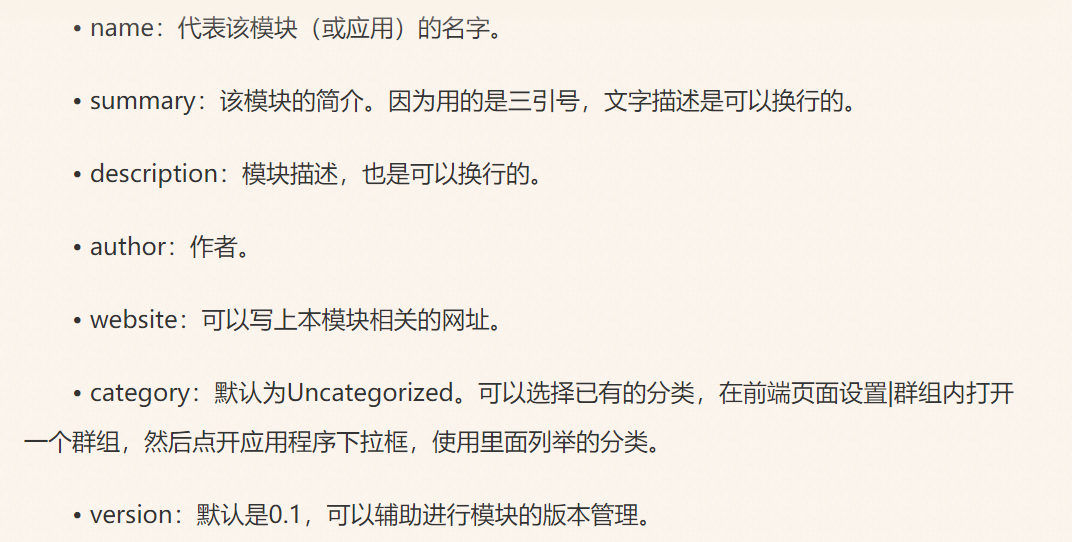 • name：代表该模块（或应用）的名字。
• summary：该模块的简介。因为用的是三引号，文字描述是可以换行的。
• description：模块描述，也是可以换行的。
• author：作者。
• website：可以写上本模块相关的网址。
• category：默认为Uncategorized。可以选择已有的分类，在前端页面设置|群组内打开
一个群组，然后点开应用程序下拉框，使用里面列举的分类。
• version：默认是0.1，可以辅助进行模块的版本管理。